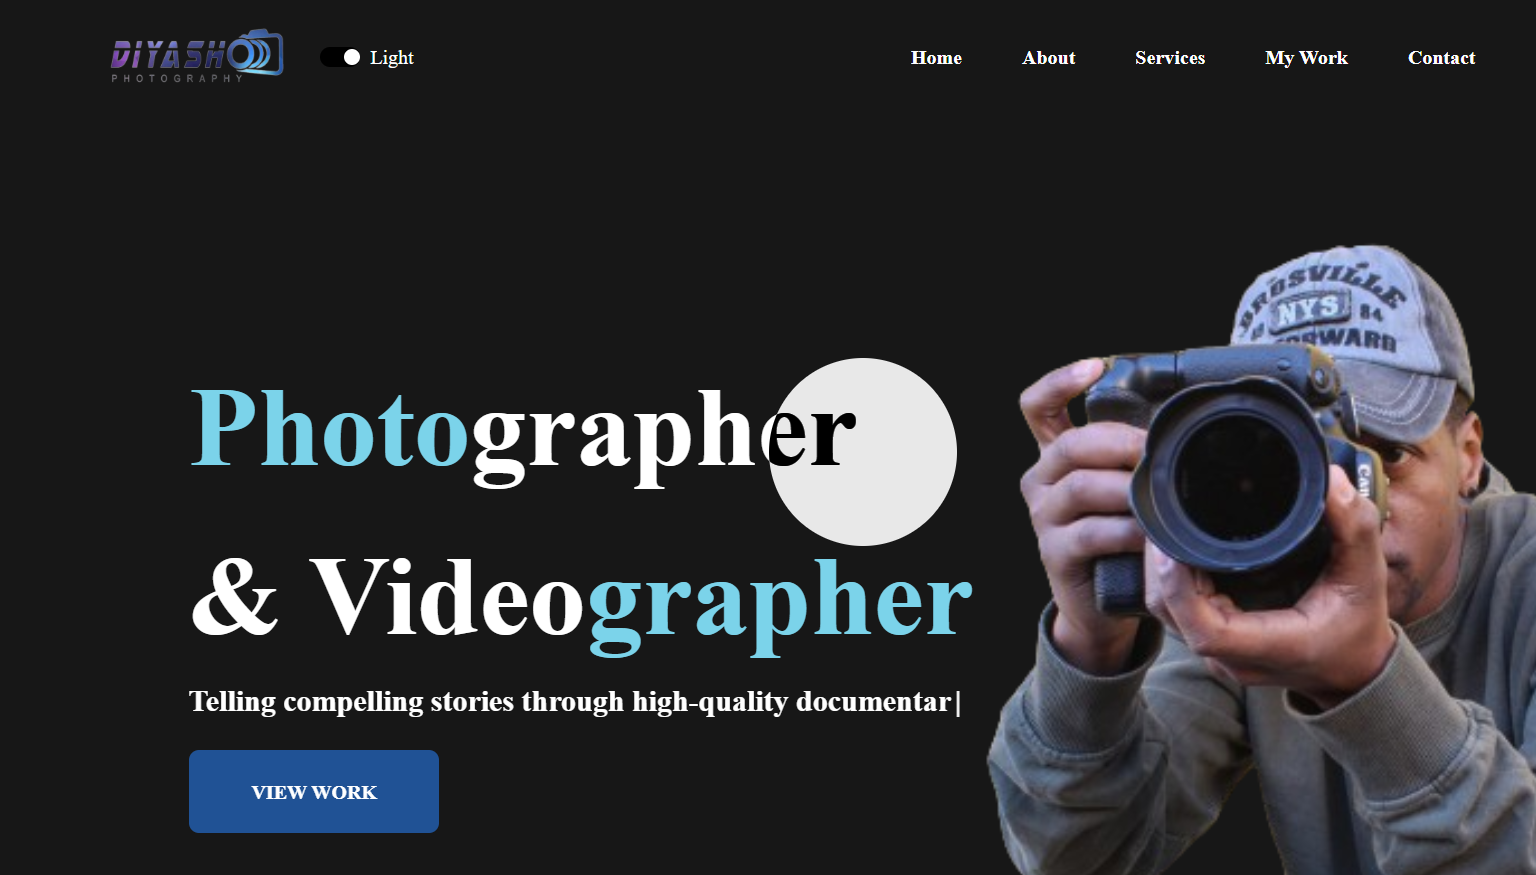 DIYASH
PHOTOGRAPHY
Light
Home
About
Services
My Work
Contact
Photographer
& Videographer
Telling compelling stories through high-quality documentar|
VIEW WORK
BROSVILLE
NYS
84
FORWARD